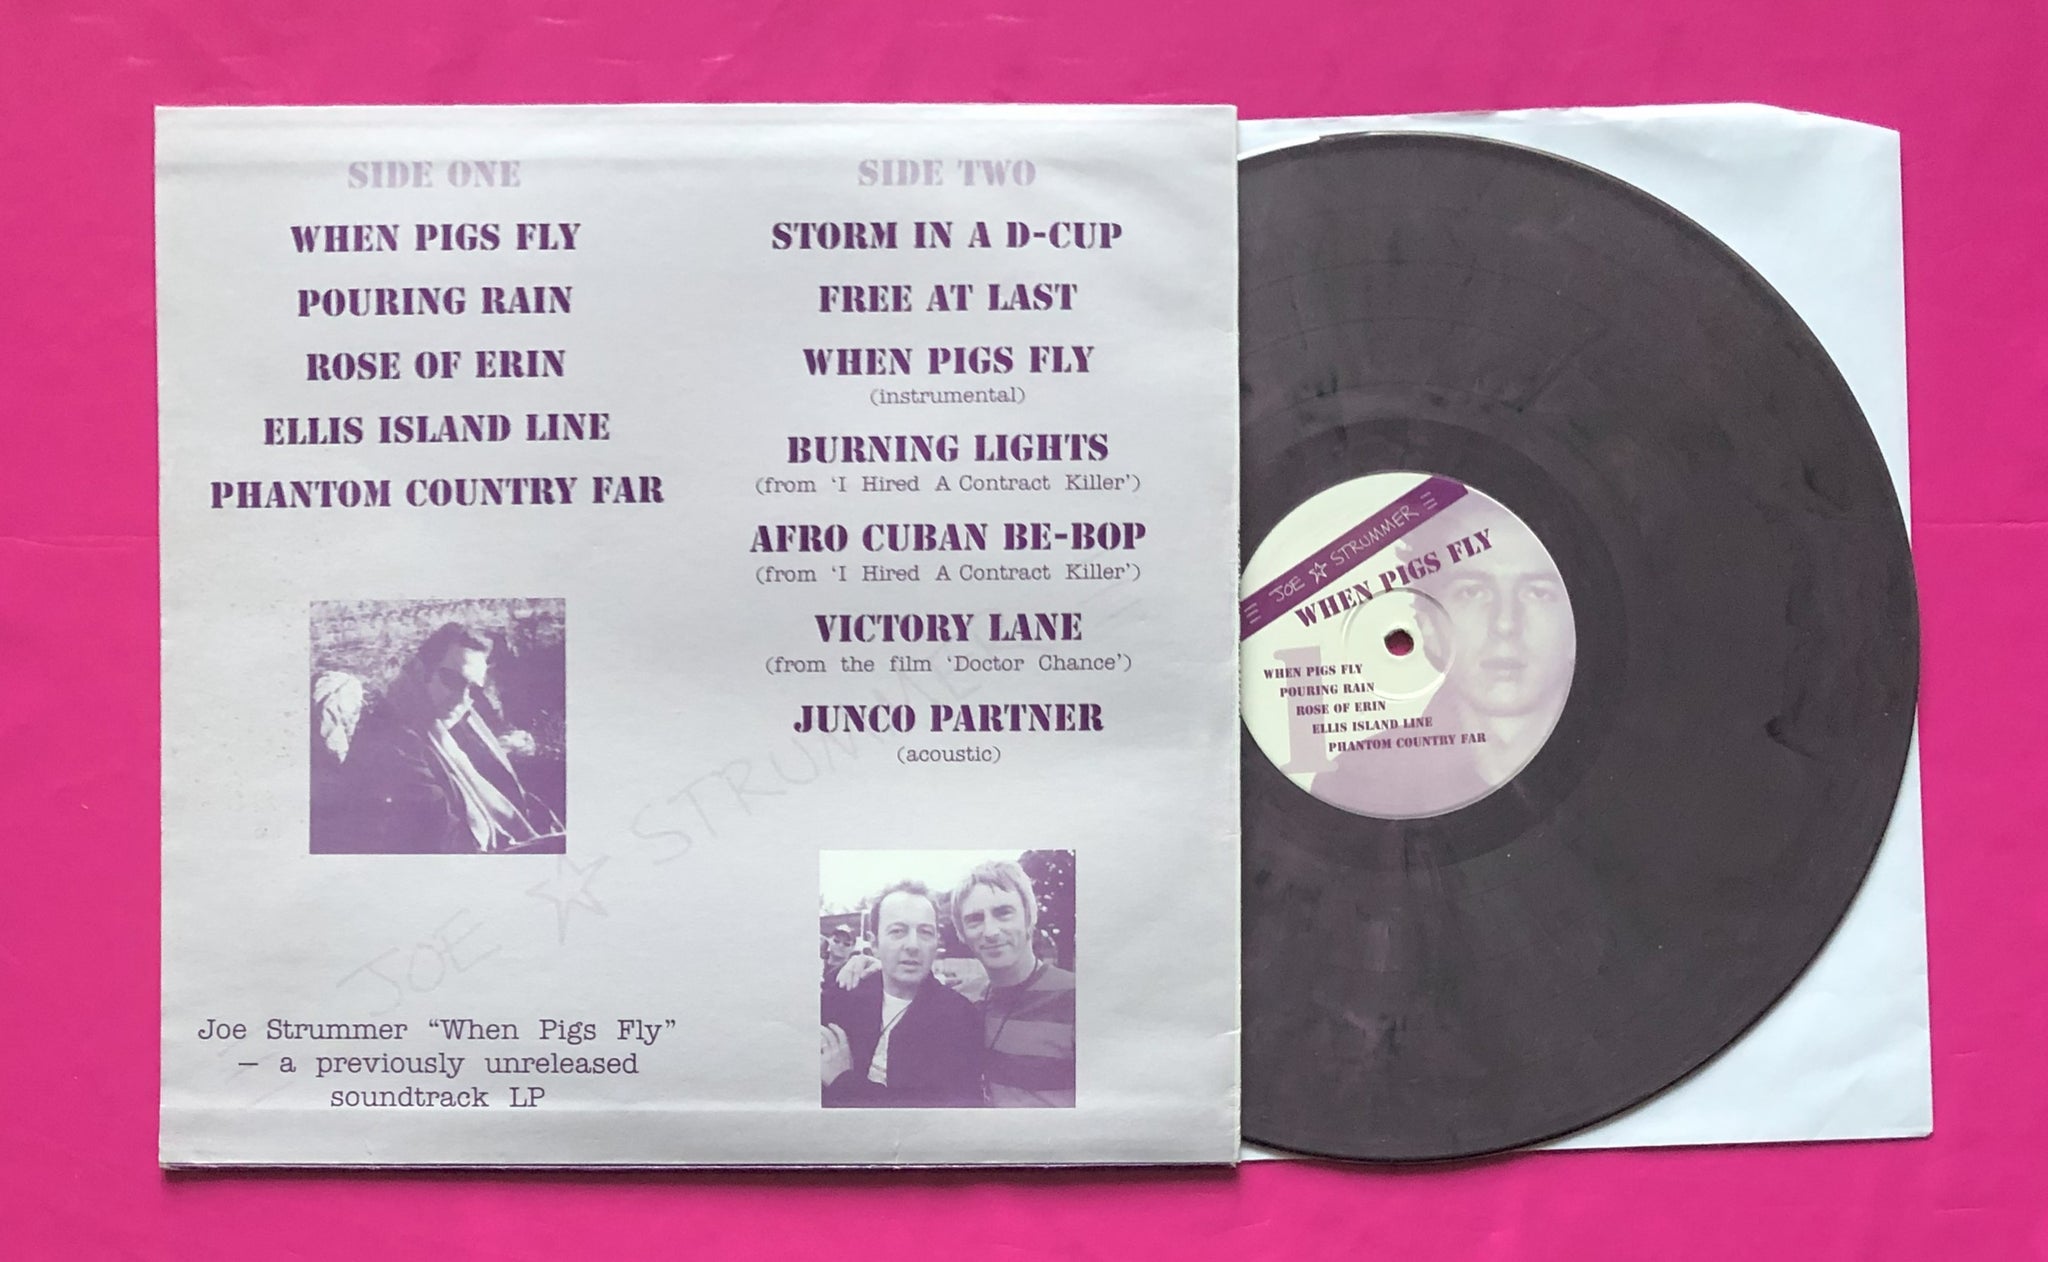 SIDE ONE
WHEN PIGS FLY
POURING RAIN
ROSE OF ERIN
ELLIS ISLAND LINE
PHANTOM COUNTRY FAR
Joe Strummer “When Pigs Fly”
— a previously unreleased
soundtrack LP
SIDE TWO
STORM IN A D-CUP
FREE AT LAST
WHEN PIGS FLY
(instrumental)
BURNING LIGHTS
(from ‘I Hired A Contract Killer’)
AFRO CUBAN BE-BOP
(from ‘I Hired A Contract Killer’)
VICTORY LANE
(from the film ‘Doctor Chance’)
JUNCO PARTNER
(acoustic)
JOE ☆ STRUMMER
JOE ☆ STRUMMER
WHEN PIGS FLY
1
WHEN PIGS FLY
POURING RAIN
ROSE OF ERIN
ELLIS ISLAND LINE
PHANTOM COUNTRY FAR